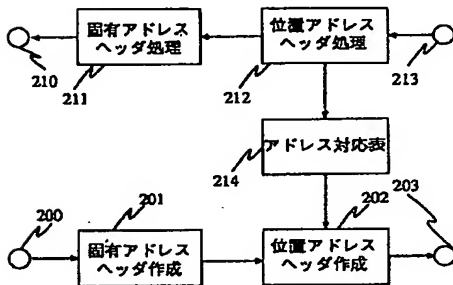 固有アドレス
ヘッダ処理
位置アドレス
ヘッダ処理
210
211
212
213
アドレス対応表
214
200
201
202
203
固有アドレス
ヘッダ作成
位置アドレス
ヘッダ作成